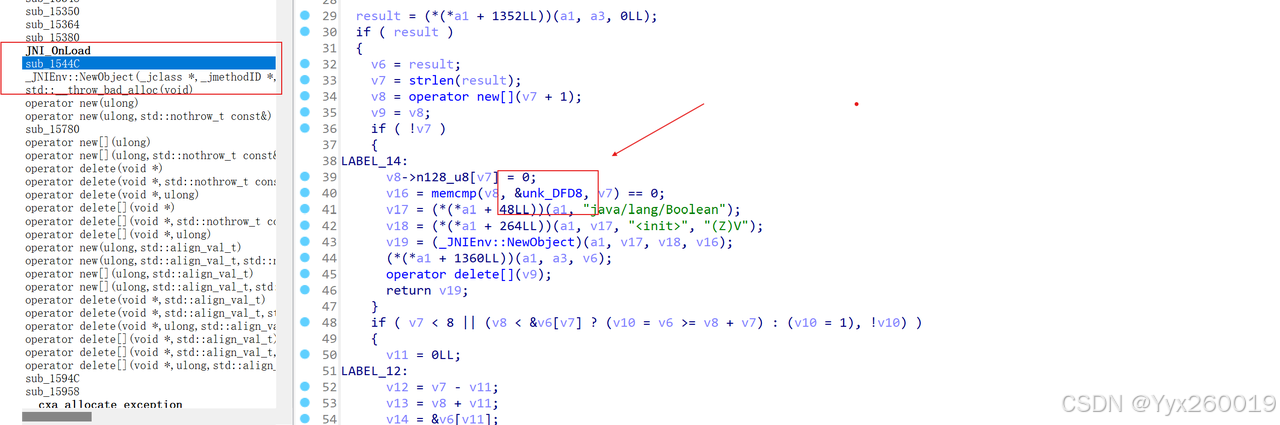 sub_15350
sub_15364
sub_15380
JNI_OnLoad
sub_1544C
_JNIEnv::NewObject(_jclass *,_jmethodID *,
std::__throw_bad_alloc(void)
operator new(ulong)
operator new(ulong,std::nothrow_t const&)
sub_15780
operator new[](ulong)
operator new[](ulong,std::nothrow_t const&
operator delete(void *)
operator delete(void *,std::nothrow_t cons
operator delete(void *,ulong)
operator delete[](void *)
operator delete[](void *,std::nothrow_t co
operator delete[](void *,ulong)
operator new(ulong,std::align_val_t)
operator new(ulong,std::align_val_t,std::n
operator new[](ulong,std::align_val_t)
operator new[](ulong,std::align_val_t,std:
operator delete(void *,std::align_val_t)
operator delete(void *,std::align_val_t,st
operator delete(void *,ulong,std::align_va
operator delete[](void *,std::align_val_t)
operator delete[](void *,std::align_val_t,
operator delete[](void *,ulong,std::align_
sub_1594C
sub_15958
__cxa_allocate_exception
29 result = (*(*a1 + 1352LL))(a1, a3, 0LL);
30 if ( result )
31 {
32 v6 = result;
33 v7 = strlen(result);
34 v8 = operator new[](v7 + 1);
35 v9 = v8;
36 if ( !v7 )
37 {
38 LABEL_14:
39 v8->n128_u8[v7] = 0;
40 v16 = memcmp(v8, &unk_DFD8, v7) == 0;
41 v17 = (*(*a1 + 48LL))(a1, "java/lang/Boolean");
42 v18 = (*(*a1 + 264LL))(a1, v17, "<init>", "(Z)V");
43 v19 = (_JNIEnv::NewObject)(a1, v17, v18, v16);
44 (*(*a1 + 1360LL))(a1, a3, v6);
45 operator delete[](v9);
46 return v19;
47 }
48 if ( v7 < 8 || (v8 < &v6[v7] ? (v10 = v6 >= v8 + v7) : (v10 = 1), !v10) )
49 {
50 v11 = 0LL;
51 LABEL_12:
52 v12 = v7 - v11;
53 v13 = v8 + v11;
54 v14 = &v6[v11];
CSDN @Yyx260019